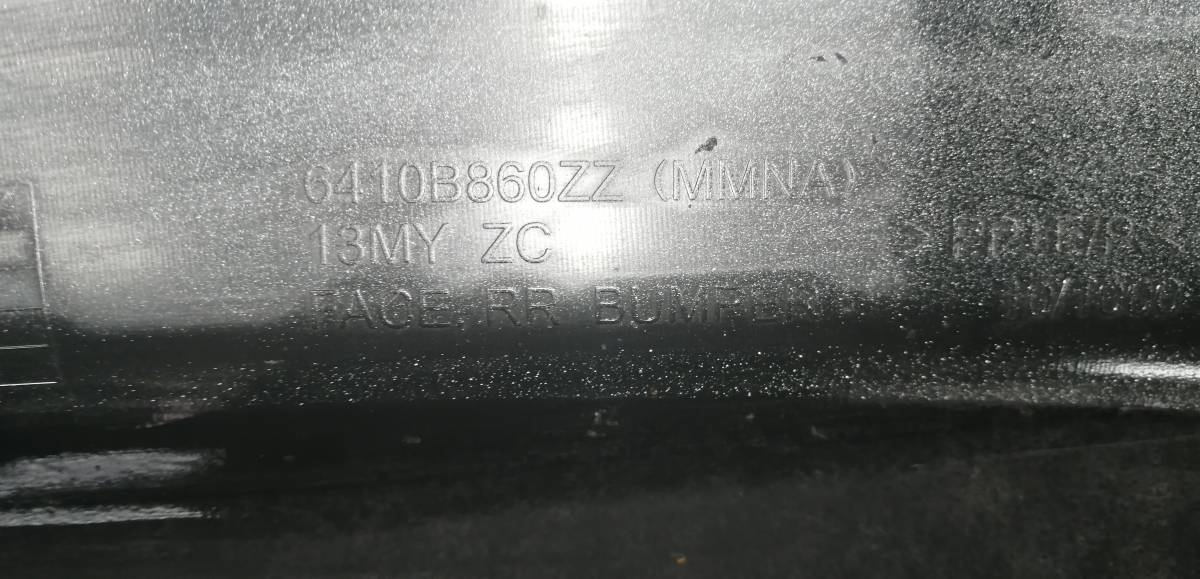 6410B860ZZ (MMNA)
13MY ZC
FACE, RR BUMPER